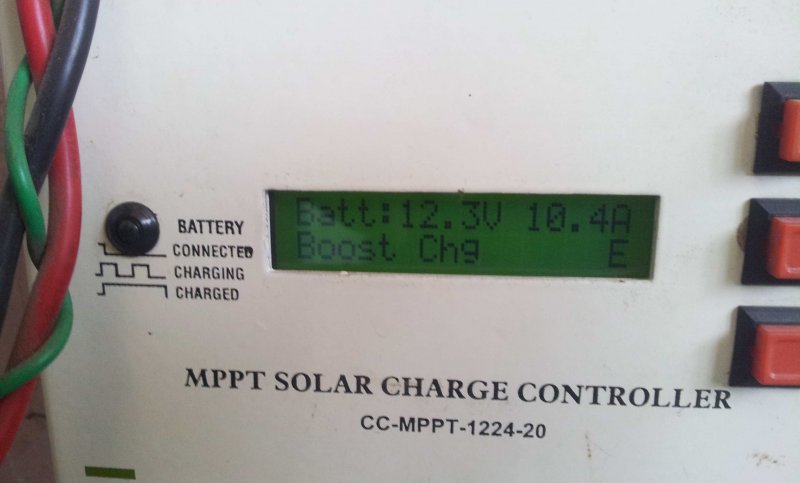 Batt:12.3V 10.4A
Boost Chg E
BATTERY
CONNECTED
CHARGING
CHARGED
MPPT SOLAR CHARGE CONTROLLER
CC-MPPT-1224-20